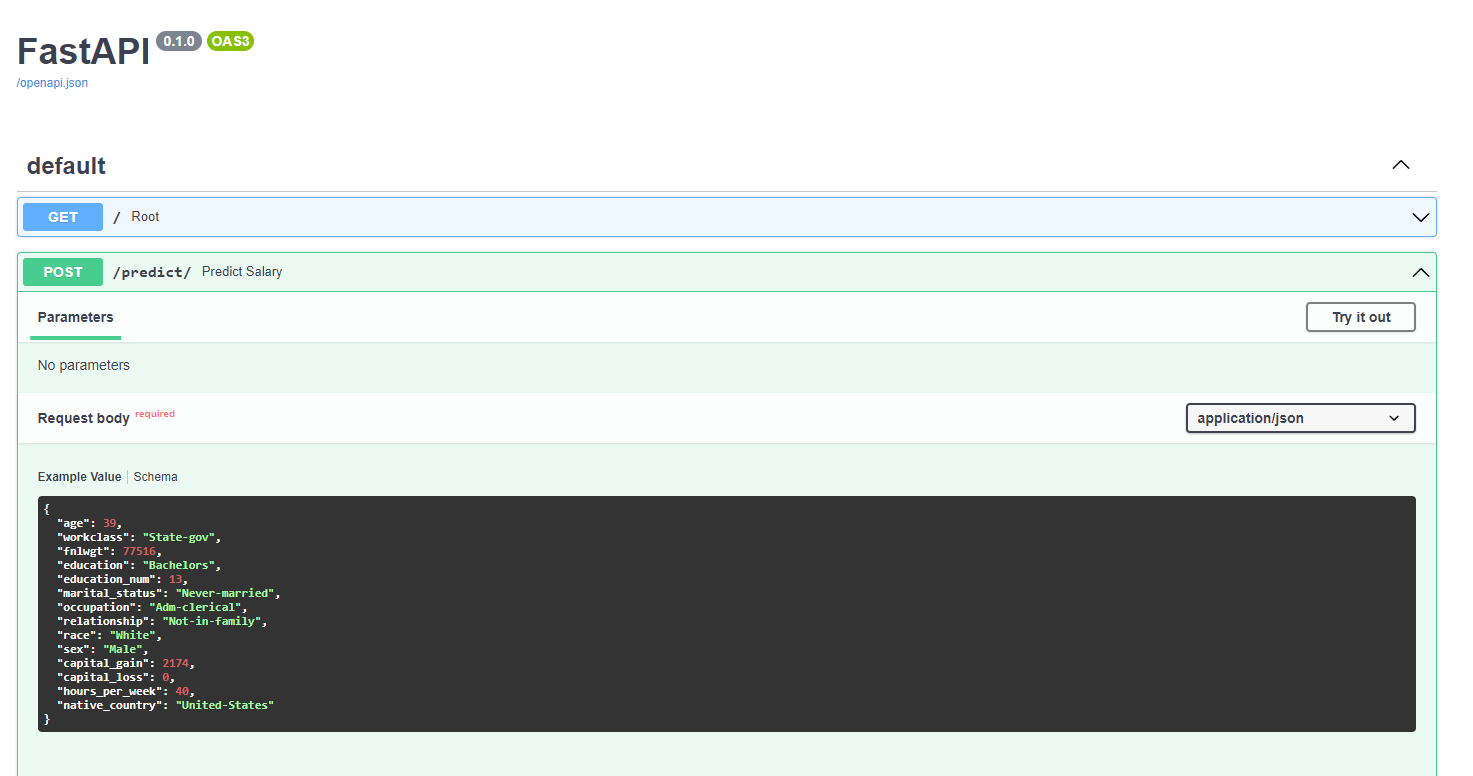 FastAPI 0.1.0 OAS3
/openapi.json
default
GET / Root
POST /predict/ Predict Salary
Parameters Try it out
No parameters
Request body required application/json
Example Value Schema
{
"age": 39,
"workclass": "State-gov",
"fnlwgt": 77516,
"education": "Bachelors",
"education_num": 13,
"marital_status": "Never-married",
"occupation": "Adm-clerical",
"relationship": "Not-in-family",
"race": "White",
"sex": "Male",
"capital_gain": 2174,
"capital_loss": 0,
"hours_per_week": 40,
"native_country": "United-States"
}